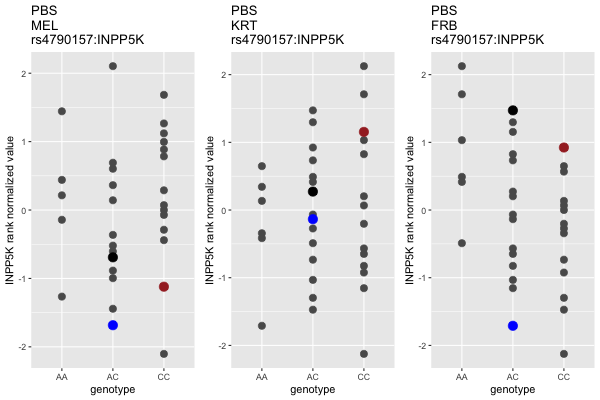 PBS
MEL
rs4790157:INPP5K
PBS
KRT
rs4790157:INPP5K
PBS
FRB
rs4790157:INPP5K
INPP5K rank normalized value
2
1
0
-1
-2
AA AC CC
genotype
INPP5K rank normalized value
2
1
0
-1
-2
AA AC CC
genotype
INPP5K rank normalized value
2
1
0
-1
-2
AA AC CC
genotype